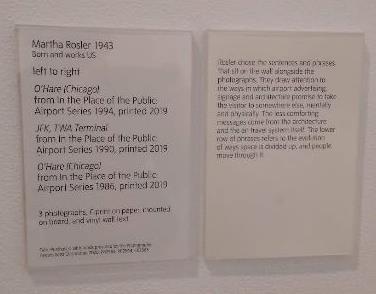 Martha Rosler 1943
Born and works US
left to right
O'Hare (Chicago)
from In the Place of the Public:
Airport Series 1994, printed 2019
JFK, TWA Terminal
from In the Place of the Public:
Airport Series 1990, printed 2019
O'Hare (Chicago)
from In the Place of the Public:
Airport Series 1986, printed 2019
3 photographs, C-print on paper, mounted
on board, and vinyl wall text
Rosler chose the sentences and phrases
that sit on the wall alongside the
photographs. They draw attention to
the ways in which airport advertising,
signage and architecture promise to take
the visitor to somewhere else, mentally
and physically. The less comforting
messages come from the architecture
and the air travel system itself. The lower
row of phrases refers to the evolution
of ways space is divided up, and people
move through it.